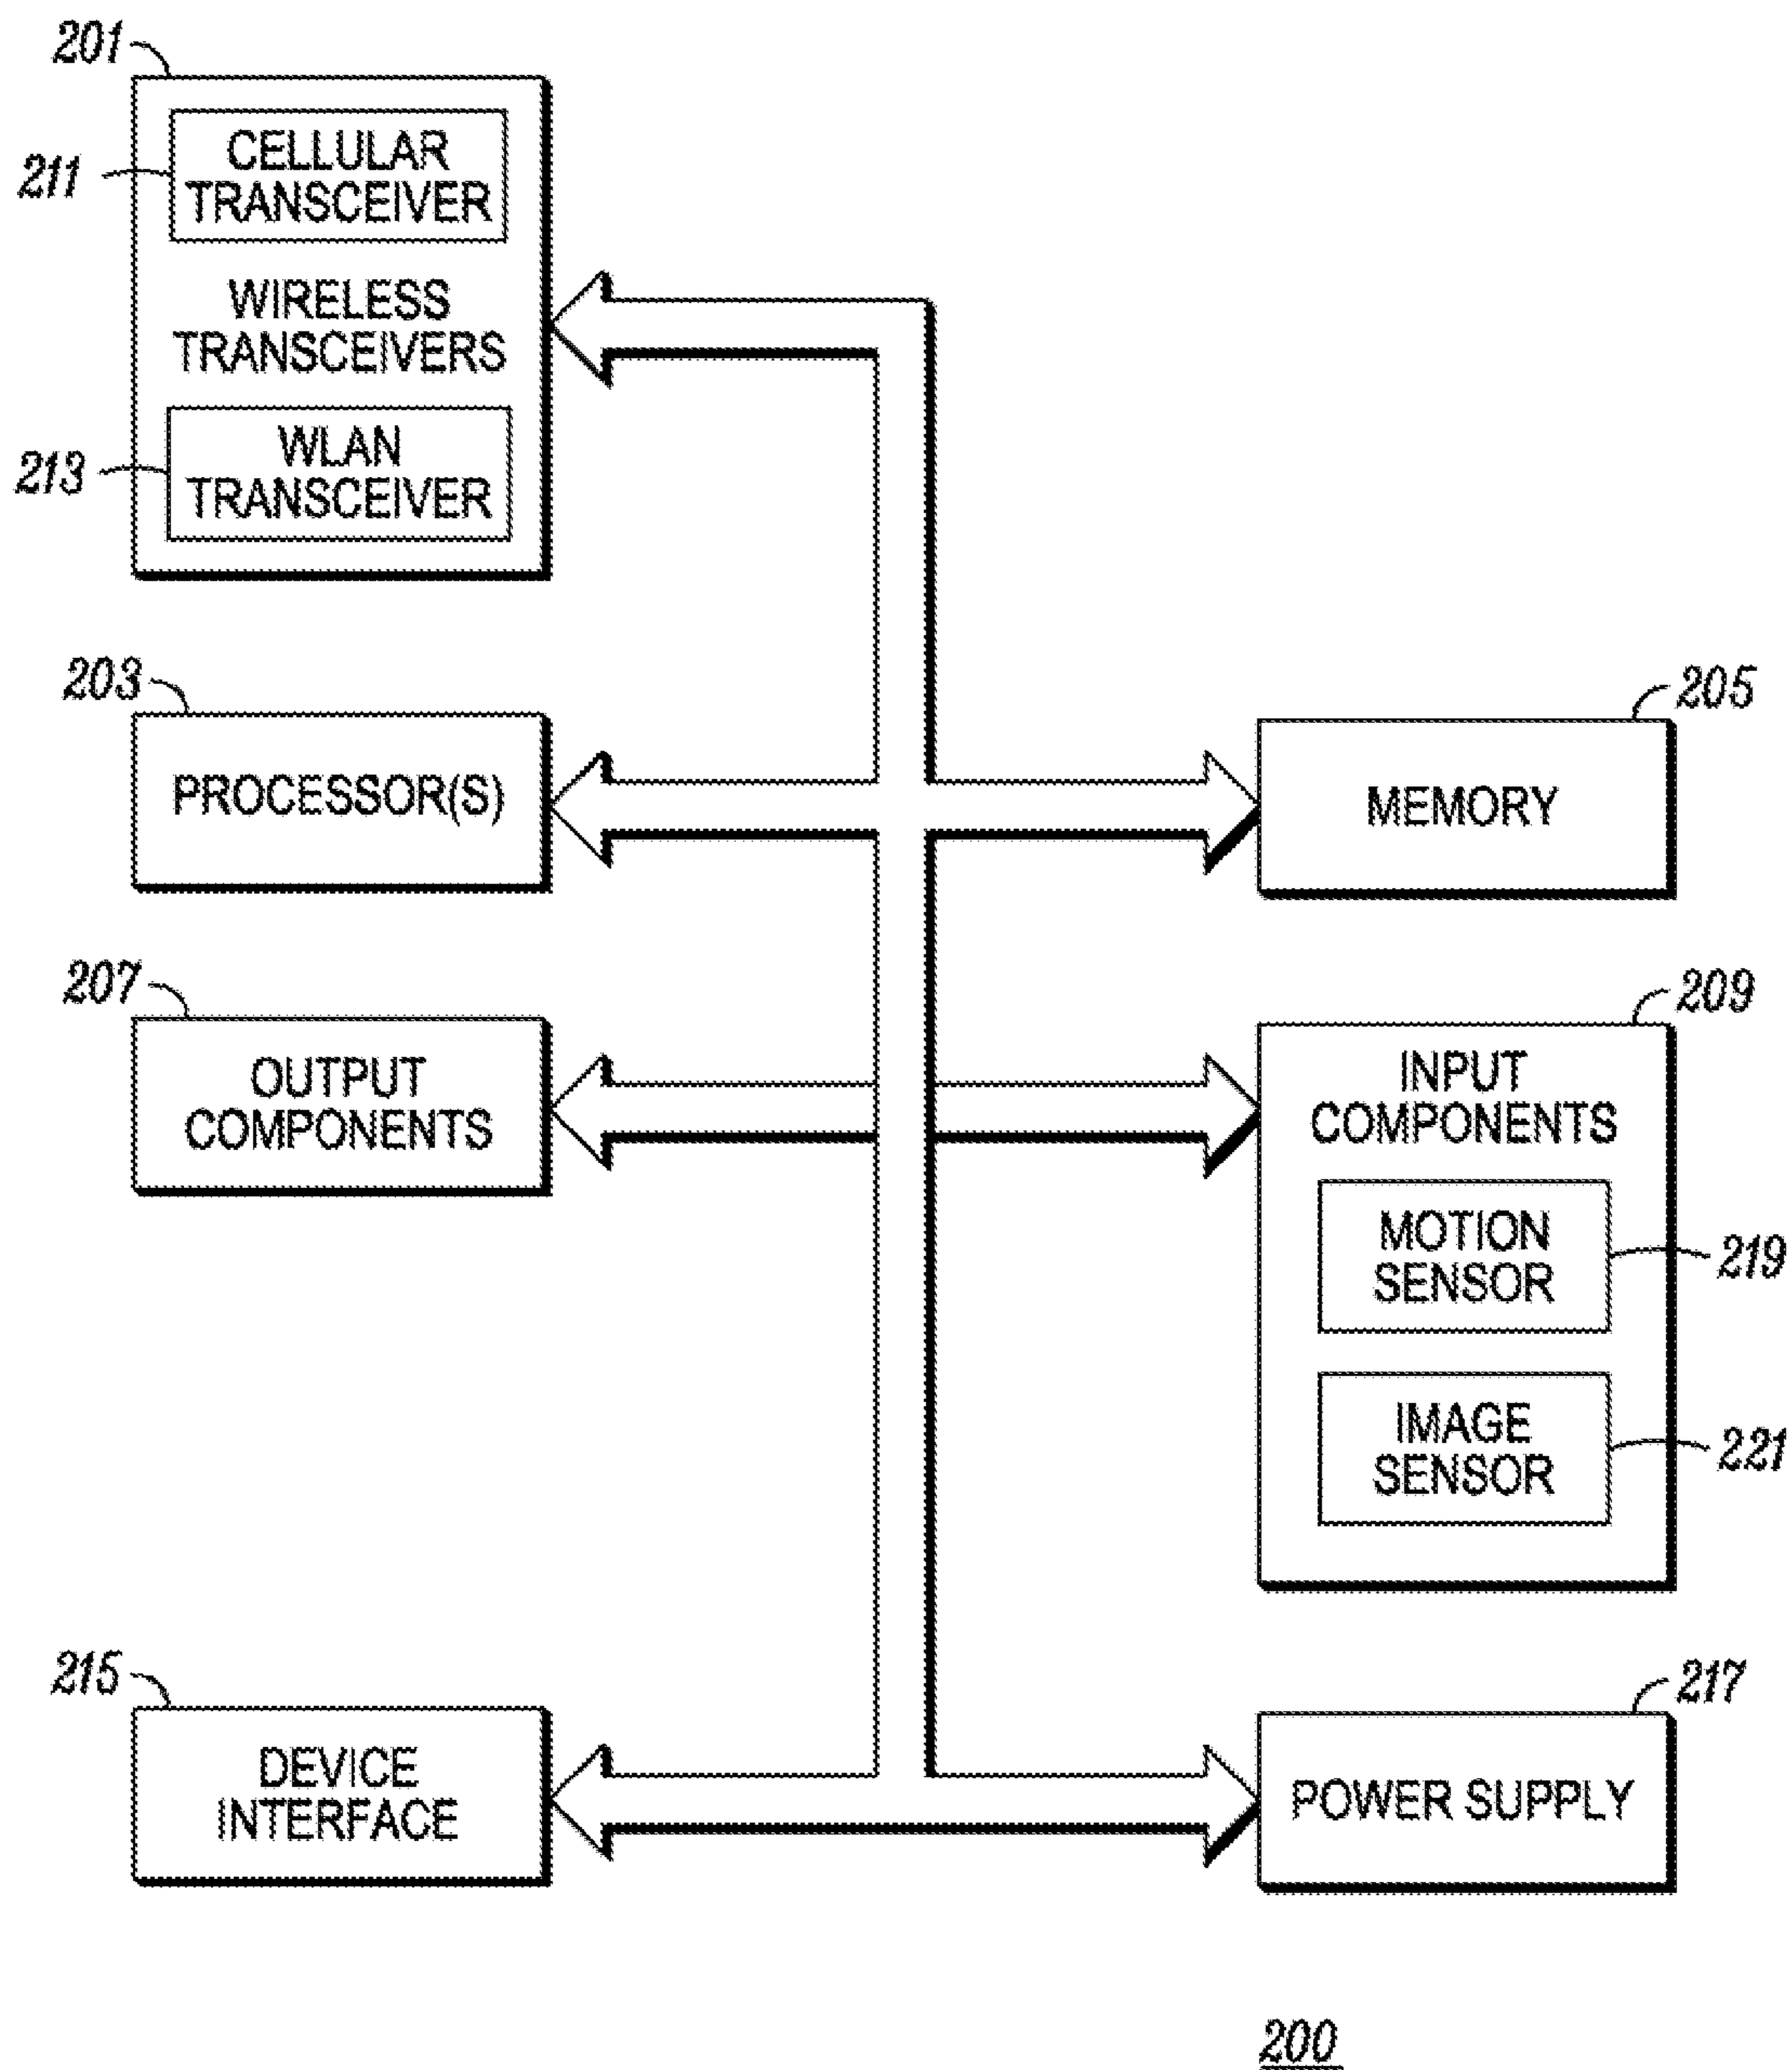 201
211
CELLULAR
TRANSCEIVER
WIRELESS
TRANSCEIVERS
213
WLAN
TRANSCEIVER
203
PROCESSOR(S)
205
MEMORY
207
OUTPUT
COMPONENTS
209
INPUT
COMPONENTS
MOTION
SENSOR
219
IMAGE
SENSOR
221
215
DEVICE
INTERFACE
217
POWER SUPPLY
200